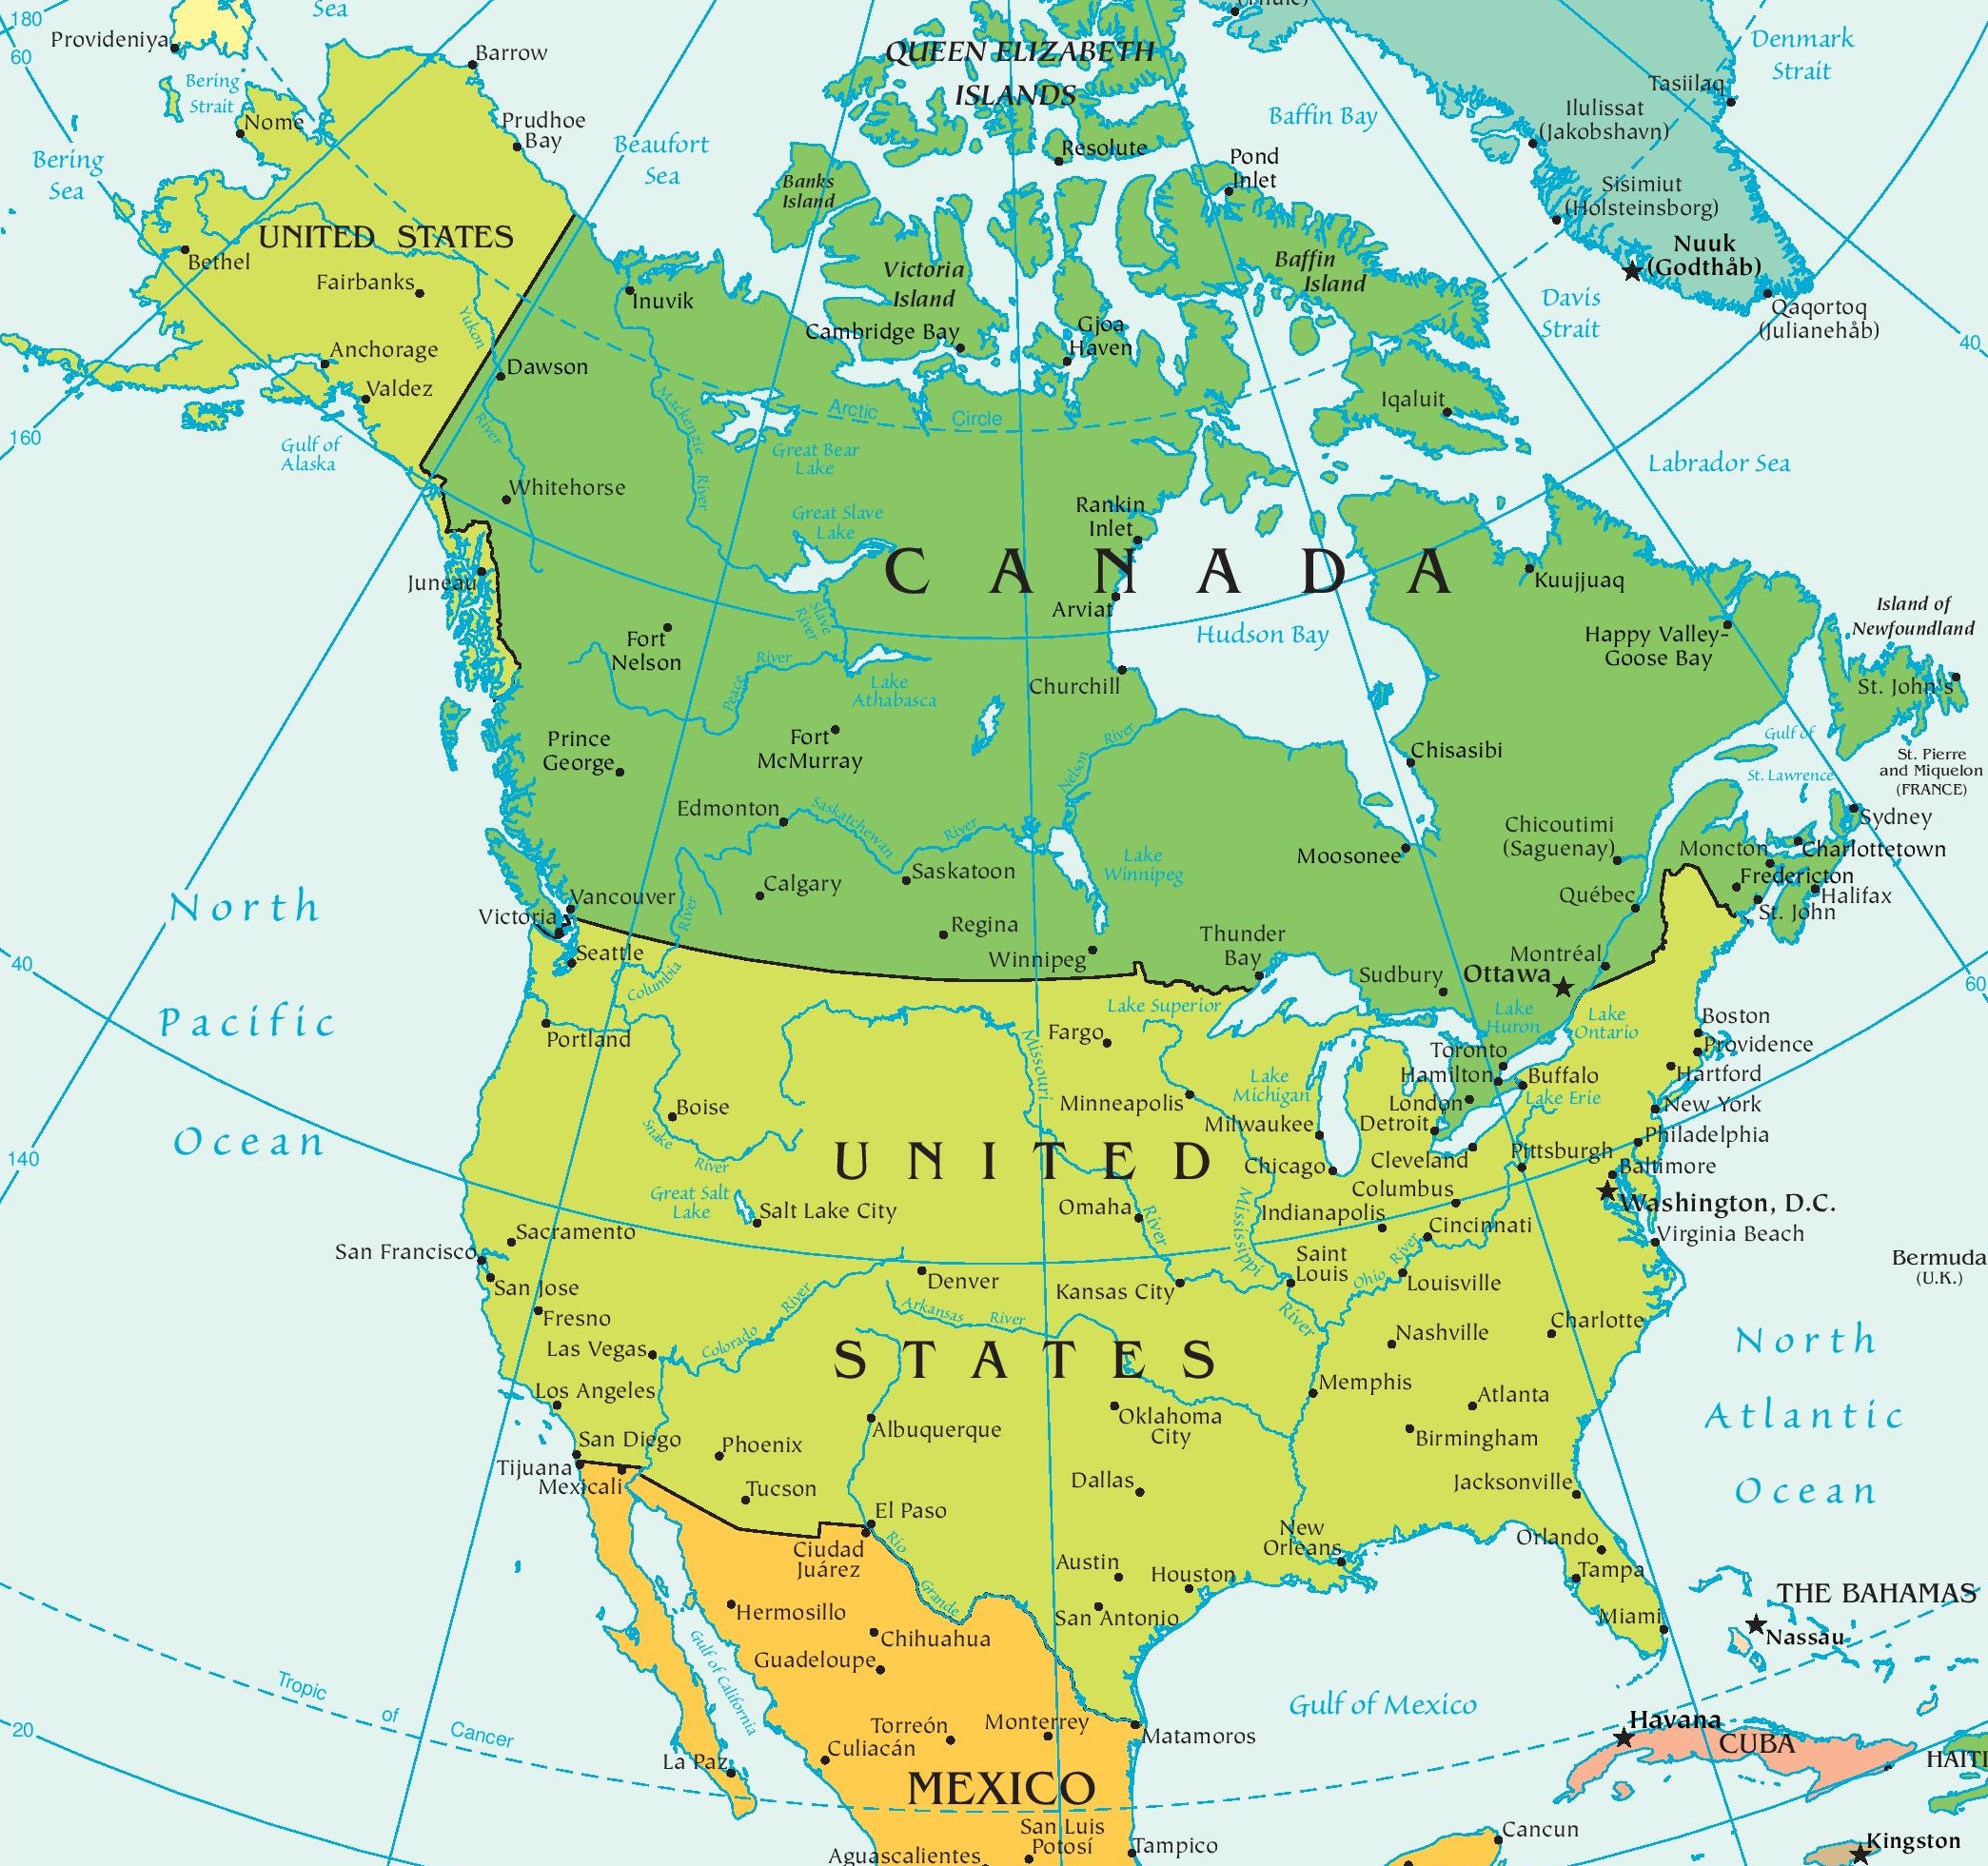 180
Sea
(Thule)
Provideniya
Barrow
QUEEN ELIZABETH
ISLANDS
Denmark
Strait
60
Bering
Strait
Nome
Prudhoe
Bay
Beaufort
Sea
Baffin Bay
Tasiilaq
Ilulissat
(Jakobshavn)
Bering
Sea
Resolute
Pond
Inlet
Banks
Island
Sisimiut
(Holsteinsborg)
UNITED STATES
Bethel
Fairbanks
Nuuk
(Godthåb)
Victoria
Island
Baffin
Island
Davis
Strait
Inuvik
Qaqortoq
(Julianehåb)
Yukon
Cambridge Bay
Gjoa
Haven
40
Anchorage
Valdez
Dawson
River
Mackenzie
River
Arctic
Circle
Iqaluit
160
Gulf of
Alaska
Great Bear
Lake
Labrador Sea
Whitehorse
Great Slave
Lake
Rankin
Inlet
CANADA
Juneau
Kuujjuaq
Arviat
Slave
River
Hudson Bay
Island of
Newfoundland
Fort
Nelson
River
Peace
Happy Valley-
Goose Bay
Lake
Athabasca
Churchill
St. John's
Prince
George
Fort
McMurray
Nelson
River
Chisasibi
Gulf of
St. Lawrence
St. Pierre
and Miquelon
(FRANCE)
Edmonton
Saskatchewan
River
Sydney
Chicoutimi
(Saguenay)
Moosonee
Lake
Winnipeg
Moncton
Charlottetown
Calgary
Saskatoon
Fredericton
Halifax
Québec
St. John
Vancouver
Victoria
River
Regina
Winnipeg
Thunder
Bay
Montréal
North
Pacific
Ocean
Seattle
Columbia
Sudbury
Ottawa
40
60
Lake Superior
Lake
Huron
Lake
Ontario
Boston
Portland
Missouri
Fargo
Toronto
Providence
Hamilton
Buffalo
Hartford
Lake
Michigan
Lake Erie
Boise
Minneapolis
London
New York
Milwaukee
Detroit
Snake
River
Philadelphia
140
UNITED
Chicago
Cleveland
Pittsburgh
Baltimore
Great Salt
Lake
Salt Lake City
Omaha
River
Mississippi
Columbus
Indianapolis
Washington, D.C.
Sacramento
Cincinnati
Virginia Beach
San Francisco
Saint
Louis
Ohio
River
Bermuda
(U.K.)
San Jose
Denver
Kansas City
Louisville
River
Fresno
Colorado
River
Arkansas
River
Charlotte
Nashville
North
Atlantic
Ocean
Las Vegas
STATES
Los Angeles
Memphis
Atlanta
Albuquerque
Oklahoma
City
Birmingham
San Diego
Phoenix
Tijuana
Mexicali
Tucson
Dallas
Jacksonville
El Paso
Rio
Grande
New
Orleans
Orlando
Ciudad
Juárez
Austin
Houston
Tampa
THE BAHAMAS
Hermosillo
San Antonio
Miami
Nassau
Chihuahua
Guadeloupe
Gulf of California
Tropic
of
Cancer
Gulf of Mexico
20
Torreón
Monterrey
Matamoros
Havana
CUBA
Culiacán
La Paz
HAITI
MEXICO
San Luis
Potosí
Tampico
Cancun
Kingston
Aguascalientes